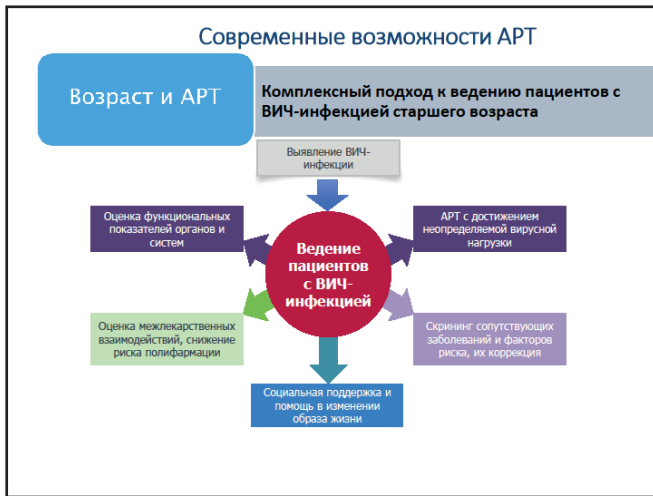 Современные возможности АРТ
Возраст и АРТ
Комплексный подход к ведению пациентов с
ВИЧ-инфекцией старшего возраста
Выявление ВИЧ-
инфекции
Оценка функциональных
показателей органов и
систем
АРТ с достижением
неопределяемой вирусной
нагрузки
Ведение
пациентов
с ВИЧ-
инфекцией
Оценка межлекарственных
взаимодействий, снижение
риска полифармации
Скрининг сопутствующих
заболеваний и факторов
риска, их коррекция
Социальная поддержка и
помощь в изменении
образа жизни